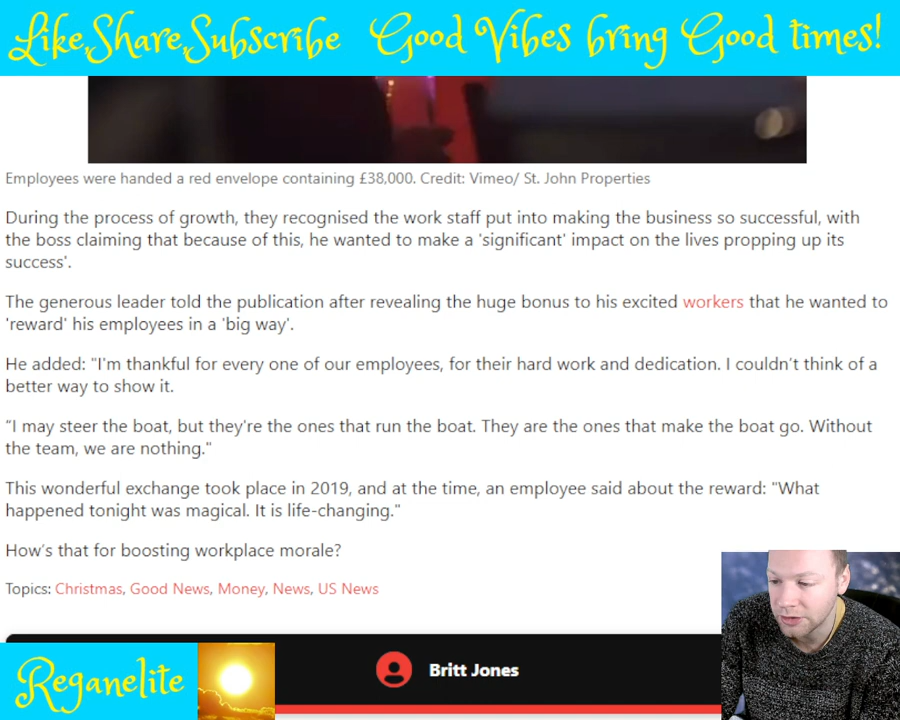 Like,Share,Subscribe Good Vibes bring Good times!
Employees were handed a red envelope containing £38,000. Credit: Vimeo/ St. John Properties
During the process of growth, they recognised the work staff put into making the business so successful, with
the boss claiming that because of this, he wanted to make a 'significant' impact on the lives propping up its
success'.
The generous leader told the publication after revealing the huge bonus to his excited workers that he wanted to
'reward' his employees in a 'big way'.
He added: "I'm thankful for every one of our employees, for their hard work and dedication. I couldn't think of a
better way to show it.
"I may steer the boat, but they're the ones that run the boat. They are the ones that make the boat go. Without
the team, we are nothing."
This wonderful exchange took place in 2019, and at the time, an employee said about the reward: "What
happened tonight was magical. It is life-changing."
How's that for boosting workplace morale?
Topics: Christmas, Good News, Money, News, US News
Britt Jones
Reganelite